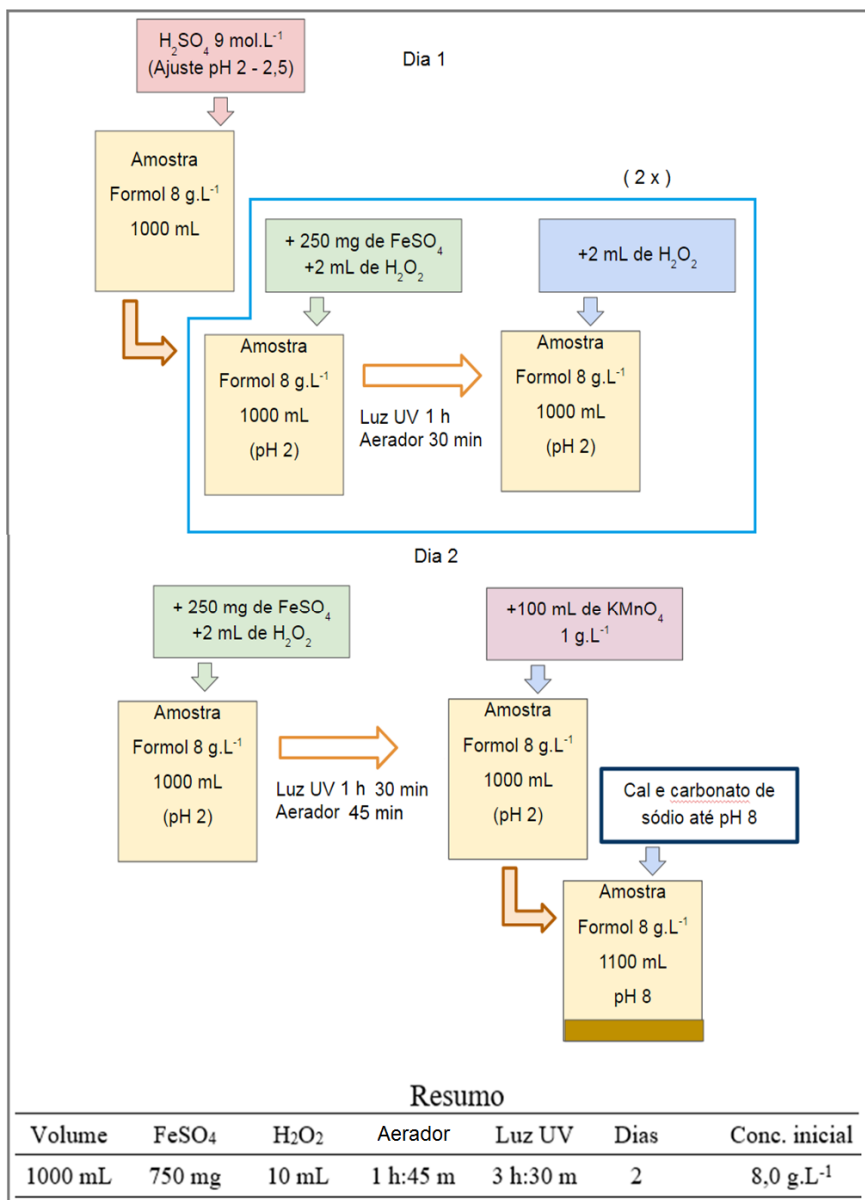 H₂SO₄ 9 mol.L⁻¹
(Ajuste pH 2 - 2,5)
Dia 1
Amostra
Formol 8 g.L⁻¹
1000 mL
( 2 x )
+ 250 mg de FeSO₄
+2 mL de H₂O₂
+2 mL de H₂O₂
Amostra
Formol 8 g.L⁻¹
1000 mL
(pH 2)
Luz UV 1 h
Aerador 30 min
Amostra
Formol 8 g.L⁻¹
1000 mL
(pH 2)
Dia 2
+ 250 mg de FeSO₄
+2 mL de H₂O₂
+100 mL de KMnO₄
1 g.L⁻¹
Amostra
Formol 8 g.L⁻¹
1000 mL
(pH 2)
Luz UV 1 h 30 min
Aerador 45 min
Amostra
Formol 8 g.L⁻¹
1000 mL
(pH 2)
Cal e carbonato de
sódio até pH 8
Amostra
Formol 8 g.L⁻¹
1100 mL
pH 8
Resumo
Volume FeSO₄ H₂O₂ Aerador Luz UV Dias Conc. inicial
1000 mL 750 mg 10 mL 1 h:45 m 3 h:30 m 2 8,0 g.L⁻¹